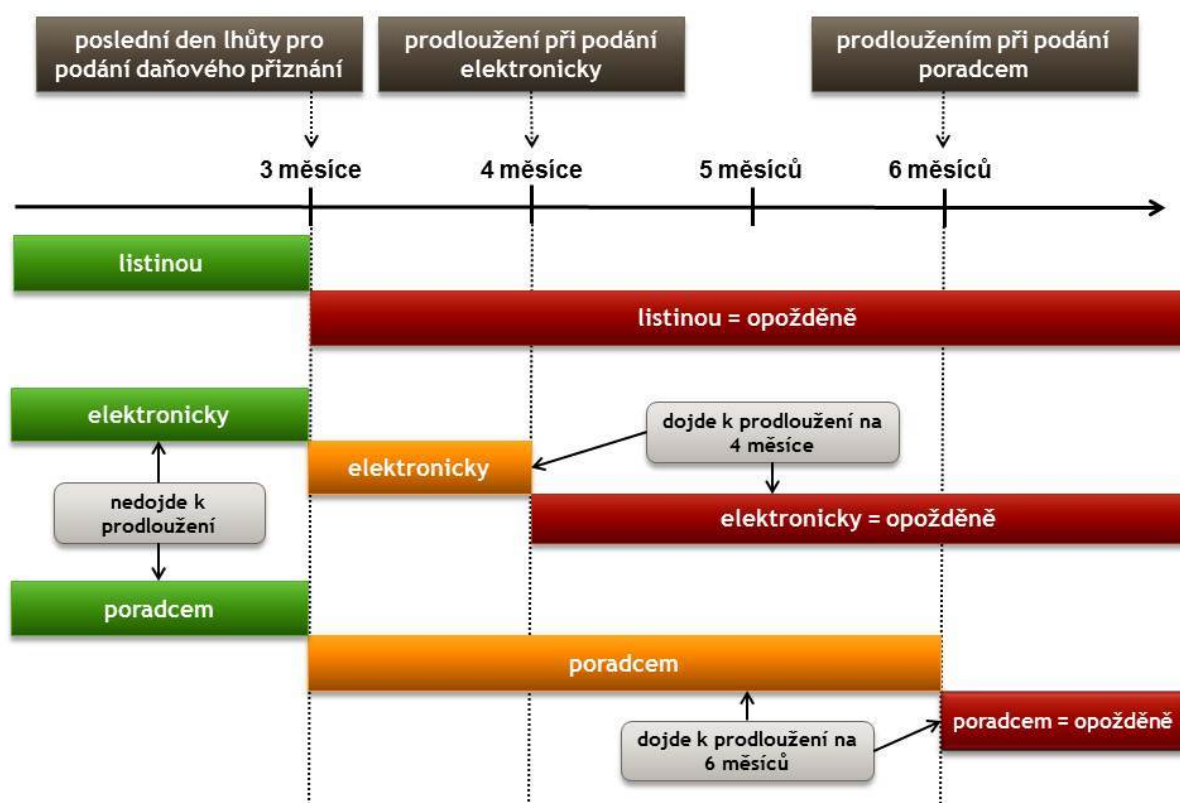 poslední den lhůty pro
podání daňového přiznání
prodloužení při podání
elektronicky
prodloužením při podání
poradcem
3 měsíce
4 měsíce
5 měsíců
6 měsíců
listinou
listinou = opožděně
elektronicky
dojde k prodloužení na
4 měsíce
elektronicky
nedojde k
prodloužení
elektronicky = opožděně
poradcem
poradcem
poradcem = opožděně
dojde k prodloužení na
6 měsíců